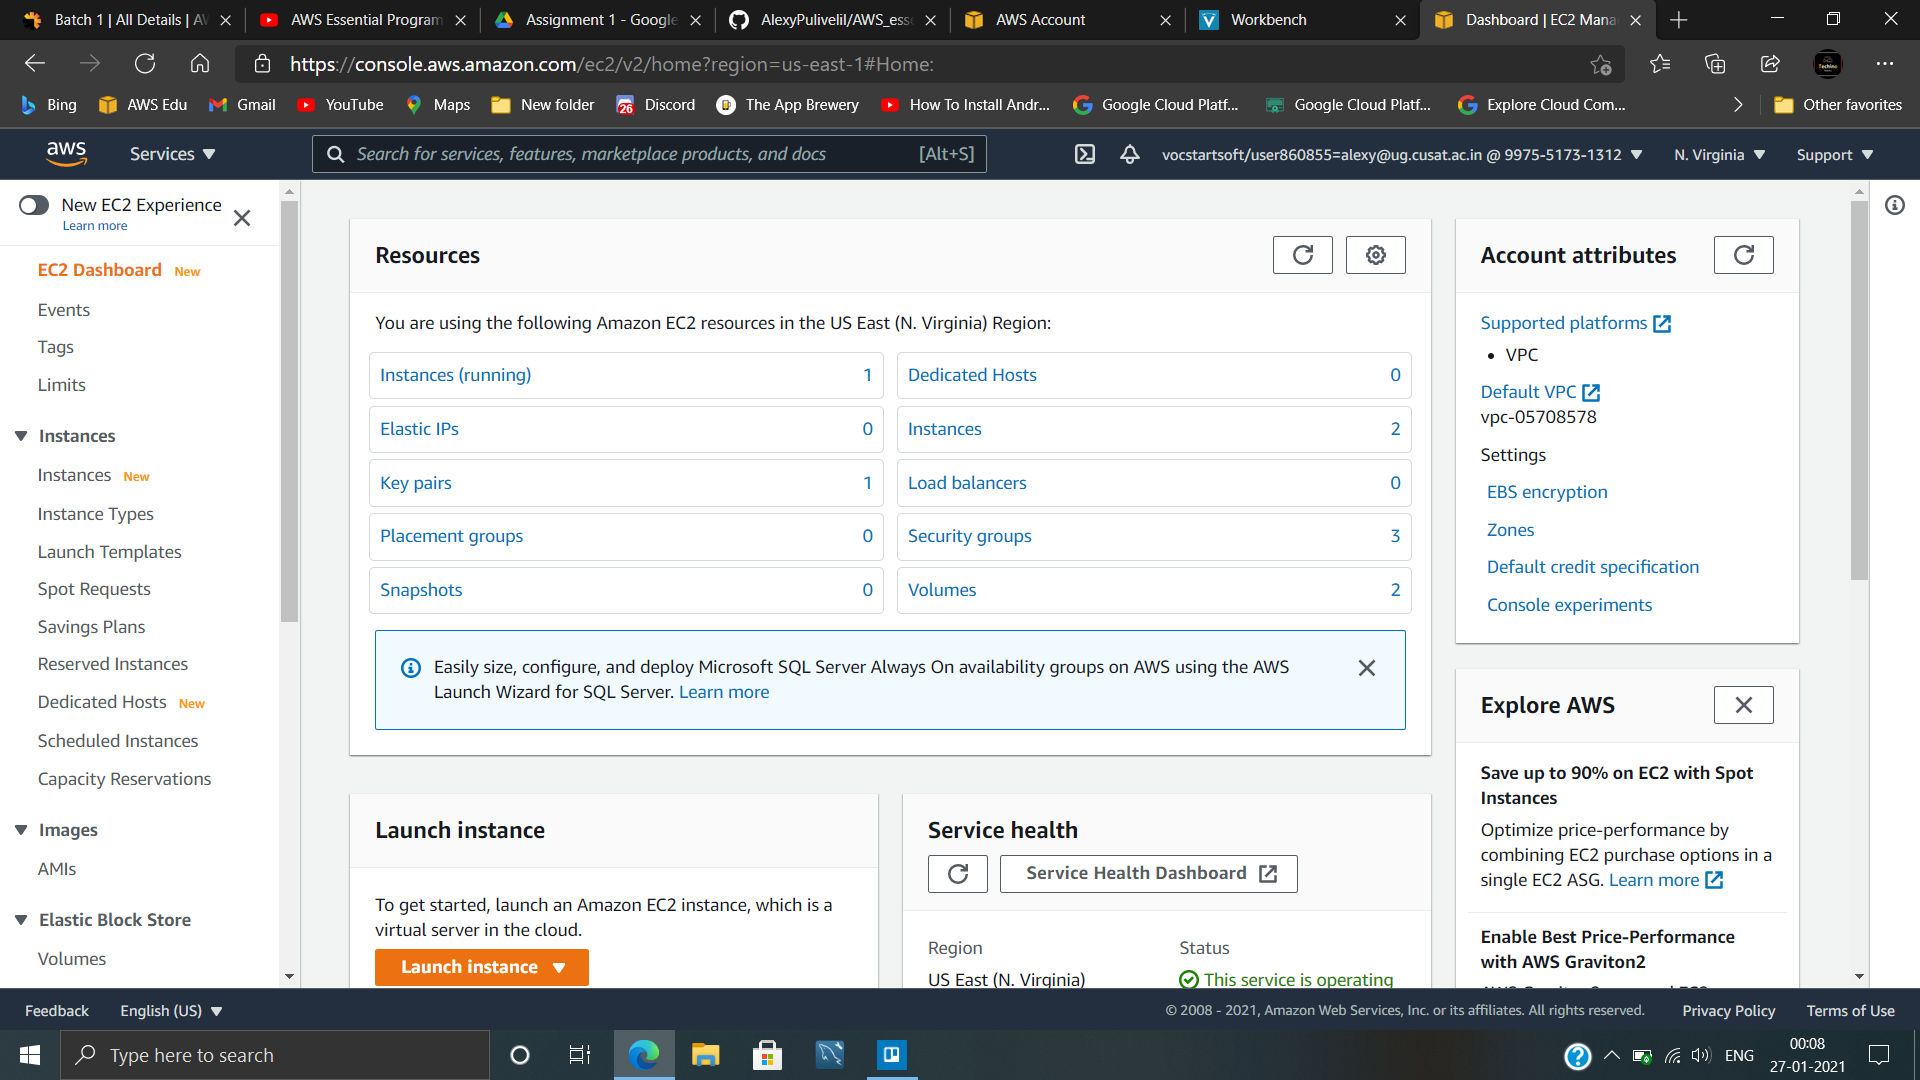 Batch 1 | All Details | AV
AWS Essential Program
Assignment 1 - Google
AlexyPulivelil/AWS_esse
AWS Account
Workbench
Dashboard | EC2 Mana
https://console.aws.amazon.com/ec2/v2/home?region=us-east-1#Home:
Bing
AWS Edu
Gmail
YouTube
Maps
New folder
26
Discord
The App Brewery
How To Install Andr...
Google Cloud Platf...
Google Cloud Platf...
Explore Cloud Com...
Other favorites
aws
Services
Search for services, features, marketplace products, and docs
[Alt+S]
vocstartsoft/user860855=alexy@ug.cusat.ac.in @ 9975-5173-1312
N. Virginia
Support
New EC2 Experience
Learn more
EC2 Dashboard New
Events
Tags
Limits
Instances
Instances New
Instance Types
Launch Templates
Spot Requests
Savings Plans
Reserved Instances
Dedicated Hosts New
Scheduled Instances
Capacity Reservations
Images
AMIs
Elastic Block Store
Volumes
Resources
You are using the following Amazon EC2 resources in the US East (N. Virginia) Region:
Instances (running) 1
Dedicated Hosts 0
Elastic IPs 0
Instances 2
Key pairs 1
Load balancers 0
Placement groups 0
Security groups 3
Snapshots 0
Volumes 2
Easily size, configure, and deploy Microsoft SQL Server Always On availability groups on AWS using the AWS
Launch Wizard for SQL Server. Learn more
Launch instance
To get started, launch an Amazon EC2 instance, which is a
virtual server in the cloud.
Launch instance
Service health
Service Health Dashboard
Region
Status
US East (N. Virginia)
This service is operating
Account attributes
Supported platforms
• VPC
Default VPC
vpc-05708578
Settings
EBS encryption
Zones
Default credit specification
Console experiments
Explore AWS
Save up to 90% on EC2 with Spot
Instances
Optimize price-performance by
combining EC2 purchase options in a
single EC2 ASG. Learn more
Enable Best Price-Performance
with AWS Graviton2
Feedback
English (US)
© 2008 - 2021, Amazon Web Services, Inc. or its affiliates. All rights reserved.
Privacy Policy
Terms of Use
Type here to search
ENG
00:08
27-01-2021